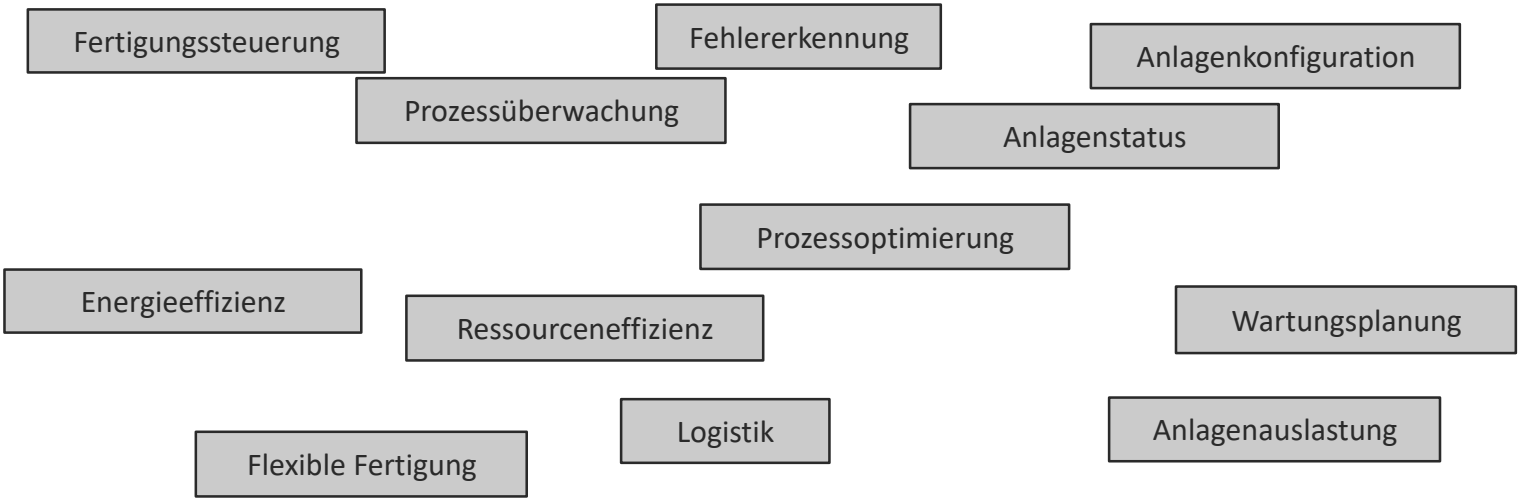 Fertigungssteuerung
Fehlererkennung
Anlagenkonfiguration
Prozessüberwachung
Anlagenstatus
Prozessoptimierung
Energieeffizienz
Ressourceneffizienz
Wartungsplanung
Flexible Fertigung
Logistik
Anlagenauslastung